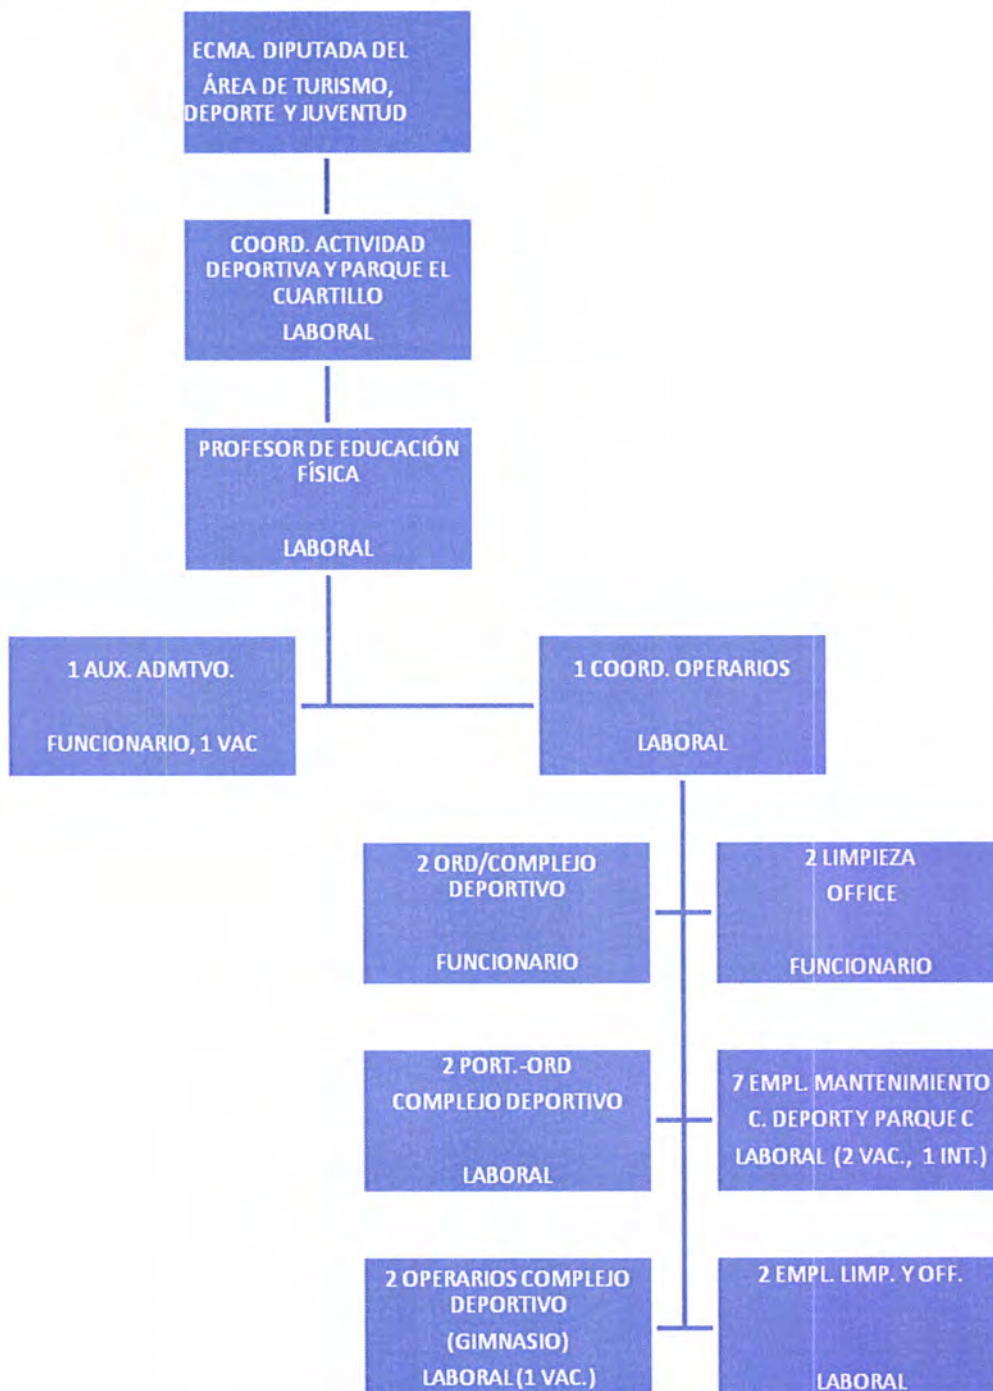 ECMA. DIPUTADA DEL
ÁREA DE TURISMO,
DEPORTE Y JUVENTUD
COORD. ACTIVIDAD
DEPORTIVA Y PARQUE EL
CUARTILLO
LABORAL
PROFESOR DE EDUCACIÓN
FÍSICA
LABORAL
1 AUX. ADMTVO.
FUNCIONARIO, 1 VAC
1 COORD. OPERARIOS
LABORAL
2 ORD/COMPLEJO
DEPORTIVO
FUNCIONARIO
2 LIMPIEZA
OFFICE
FUNCIONARIO
2 PORT.-ORD
COMPLEJO DEPORTIVO
LABORAL
7 EMPL. MANTENIMIENTO
C. DEPORT Y PARQUE C
LABORAL (2 VAC., 1 INT.)
2 OPERARIOS COMPLEJO
DEPORTIVO
(GIMNASIO)
LABORAL (1 VAC.)
2 EMPL. LIMP. Y OFF.
LABORAL